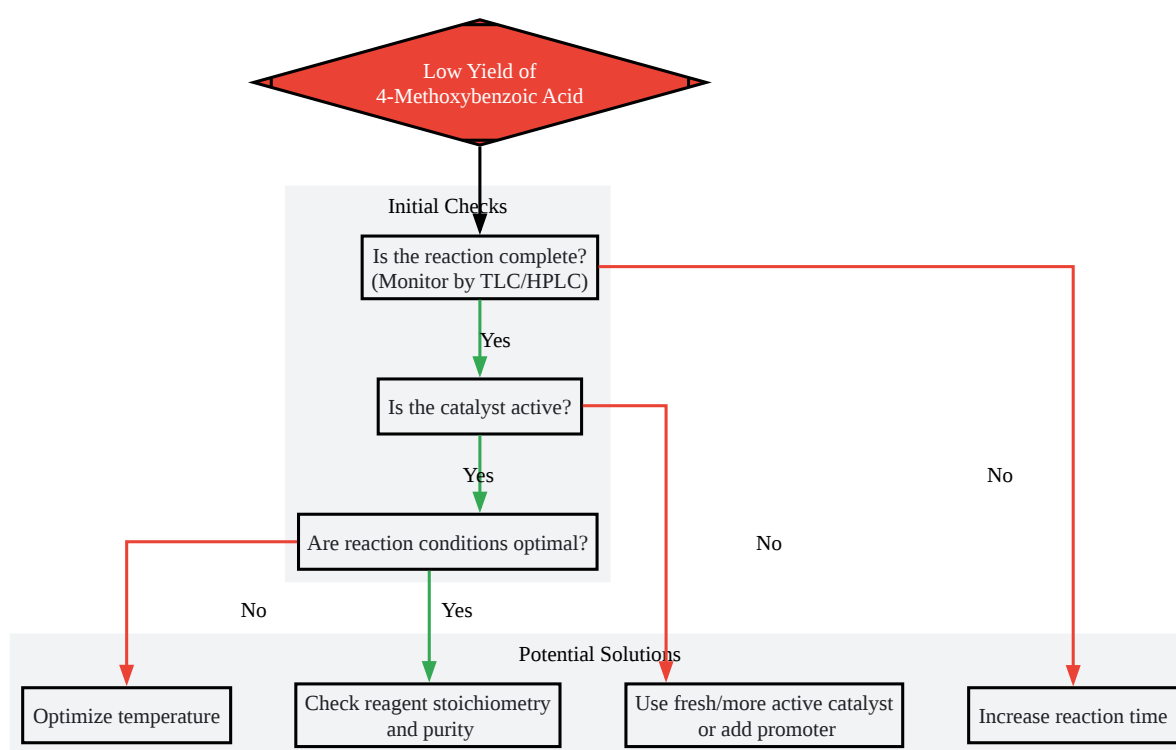 Low Yield of
4-Methoxybenzoic Acid
Initial Checks
Is the reaction complete?
(Monitor by TLC/HPLC)
Yes
Is the catalyst active?
Yes
No
Are reaction conditions optimal?
No
No
Yes
Potential Solutions
Optimize temperature
Check reagent stoichiometry
and purity
Use fresh/more active catalyst
or add promoter
Increase reaction time